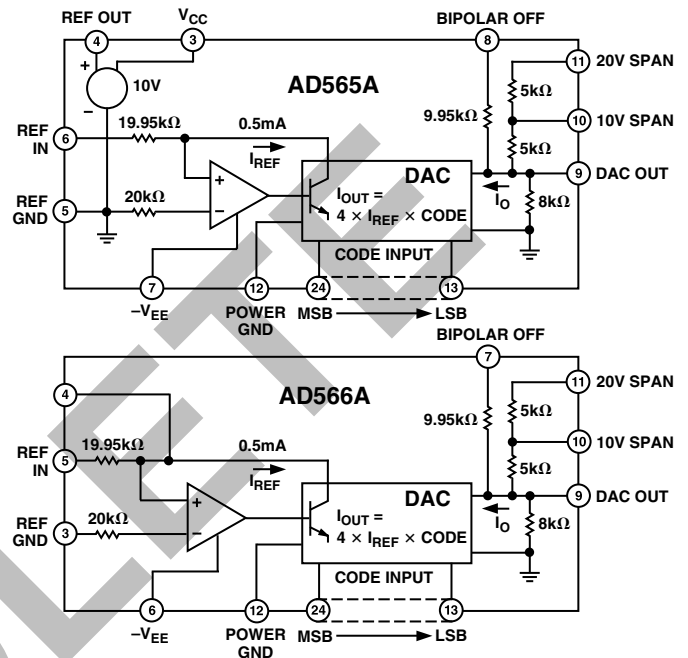 REF OUT VCC BIPOLAR OFF
4 3 8
11 20V SPAN
+ 10V AD565A 5kΩ
− 9.95kΩ 10 10V SPAN
REF IN 6 19.95kΩ 0.5mA 5kΩ
IREF DAC 9 DAC OUT
+ IOUT = IO
REF GND 5 20kΩ − 4 × IREF × CODE 8kΩ
CODE INPUT
7 12 24 13
−VEE POWER GND MSB LSB
BIPOLAR OFF
7
4 AD566A 11 20V SPAN
9.95kΩ 5kΩ
REF IN 5 19.95kΩ 0.5mA 10 10V SPAN
IREF 5kΩ
+ DAC 9 DAC OUT
REF GND 3 20kΩ − IOUT = IO
4 × IREF × CODE 8kΩ
CODE INPUT
6 12 24 13
−VEE POWER GND MSB LSB